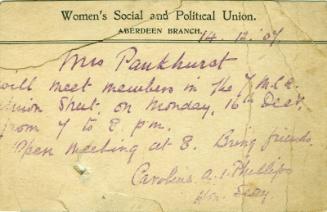 Women's Social and Political Union.
ABERDEEN BRANCH.
14.12.07
Mrs Pankhurst
will meet members in the Y.M.C.A.
Union Street. on Monday, 16th Dec.
from 7 to 8 p.m.
Open meeting at 8. Bring friends.
Caroline A. I. Phillips
Hon. Secy.